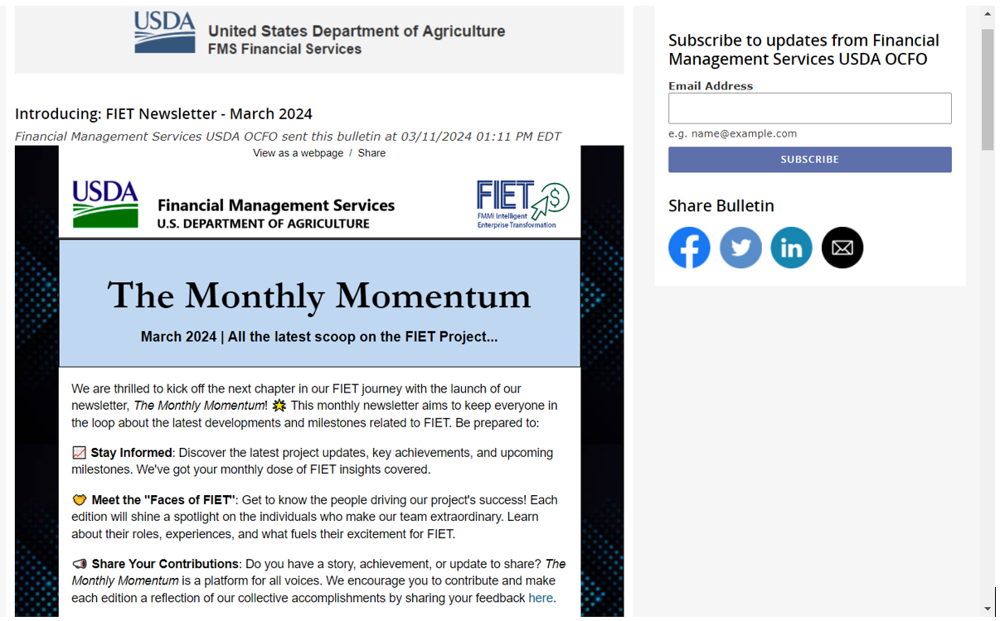 USDA
United States Department of Agriculture
FMS Financial Services
Introducing: FIET Newsletter - March 2024
Financial Management Services USDA OCFO sent this bulletin at 03/11/2024 01:11 PM EDT
View as a webpage / Share
USDA
Financial Management Services
U.S. DEPARTMENT OF AGRICULTURE
FIET
FMMI Intelligent
Enterprise Transformation
The Monthly Momentum
March 2024 | All the latest scoop on the FIET Project...
We are thrilled to kick off the next chapter in our FIET journey with the launch of our
newsletter, The Monthly Momentum! 🌟 This monthly newsletter aims to keep everyone in
the loop about the latest developments and milestones related to FIET. Be prepared to:
📈 Stay Informed: Discover the latest project updates, key achievements, and upcoming
milestones. We've got your monthly dose of FIET insights covered.
🤝 Meet the "Faces of FIET": Get to know the people driving our project's success! Each
edition will shine a spotlight on the individuals who make our team extraordinary. Learn
about their roles, experiences, and what fuels their excitement for FIET.
📢 Share Your Contributions: Do you have a story, achievement, or update to share? The
Monthly Momentum is a platform for all voices. We encourage you to contribute and make
each edition a reflection of our collective accomplishments by sharing your feedback here.
Subscribe to updates from Financial
Management Services USDA OCFO
Email Address
e.g. name@example.com
SUBSCRIBE
Share Bulletin